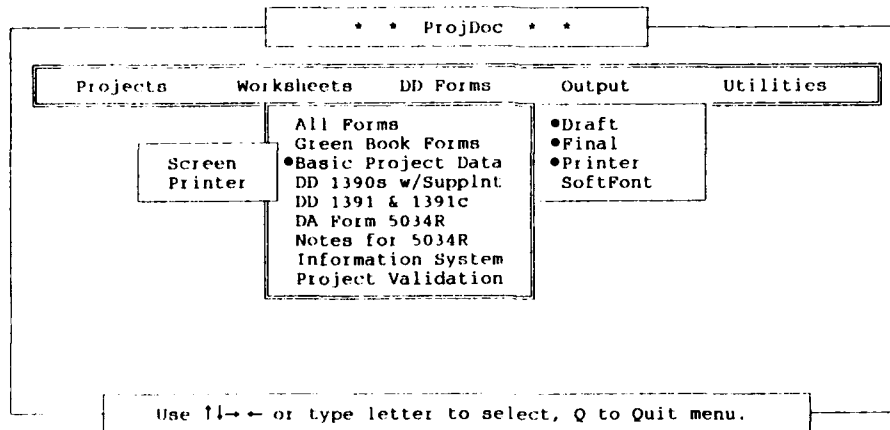 * * ProjDoc * *
Projects Worksheets DD Forms Output Utilities
Screen
Printer
All Forms
Green Book Forms
•Basic Project Data
DD 1390s w/Supplnt
DD 1391 & 1391c
DA Form 5034R
Notes for 5034R
Information System
Project Validation
•Draft
•Final
•Printer
SoftFont
Use ↑↓→← or type letter to select, Q to Quit menu.